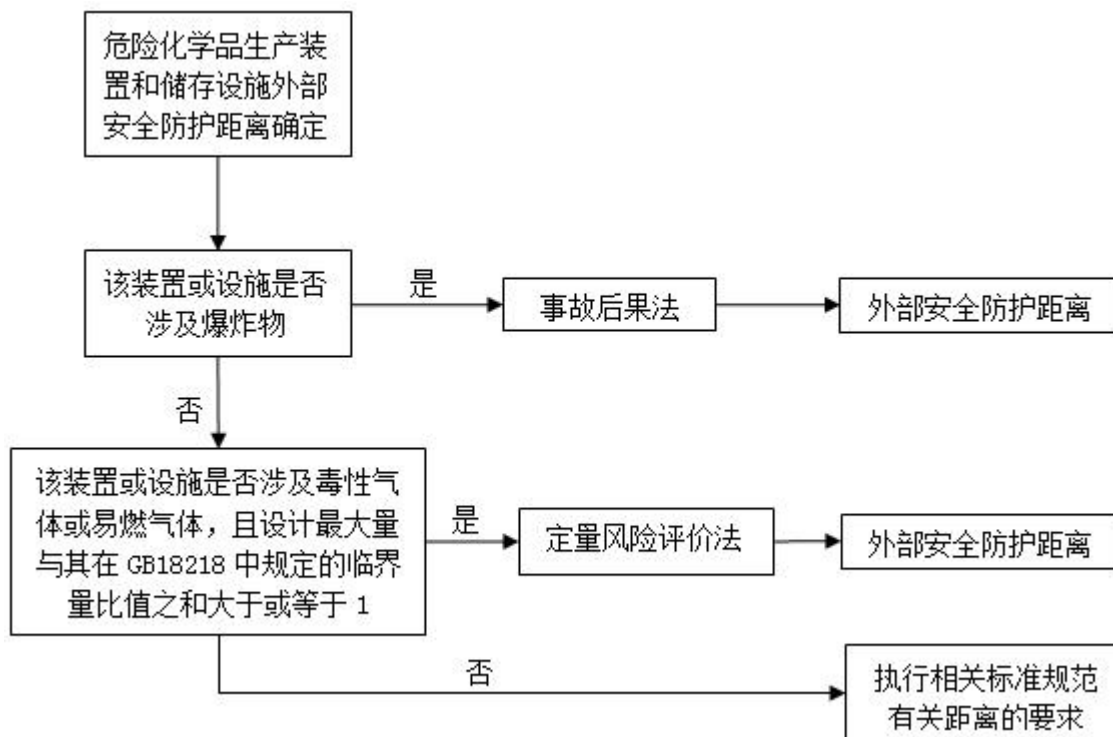 危险化学品生产装
置和储存设施外部
安全防护距离确定
该装置或设施是否
涉及爆炸物
是
事故后果法
外部安全防护距离
否
该装置或设施是否涉及毒性气
体或易燃气体，且设计最大量
与其在 GB18218 中规定的临界
量比值之和大于或等于 1
是
定量风险评价法
外部安全防护距离
否
执行相关标准规范
有关距离的要求